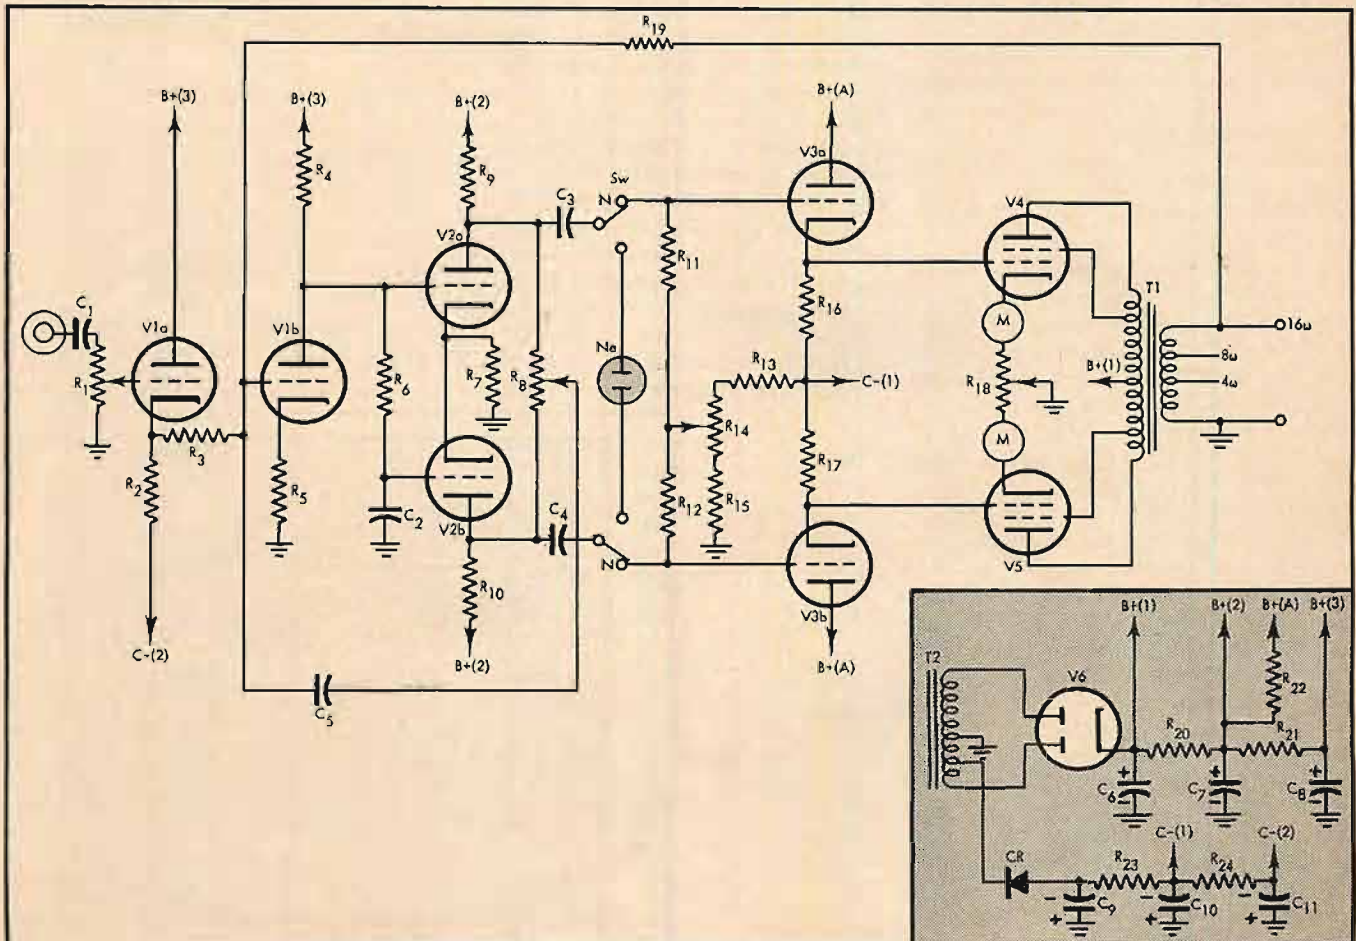 R19
B+(3)
B+(3)
B+(2)
B+(A)
R4
R9
C3
Sw
N
V3a
V4
V2a
R11
R16
T1
C1
V1a
V1b
16ω
8ω
4ω
R1
R6
R7
R8
Na
R13
C-(1)
M
R18
B+(1)
R14
R3
R2
R5
C2
V2b
C4
R12
R15
R17
M
N
V5
R10
V3b
C-(2)
B+(2)
B+(A)
C5
B+(1)
B+(2)
B+(A)
B+(3)
T2
V6
R22
R20
R21
+
+
+
C6
C7
C8
-
-
-
C-(1)
C-(2)
CR
R23
R24
-
-
-
C9
C10
C11
+
+
+